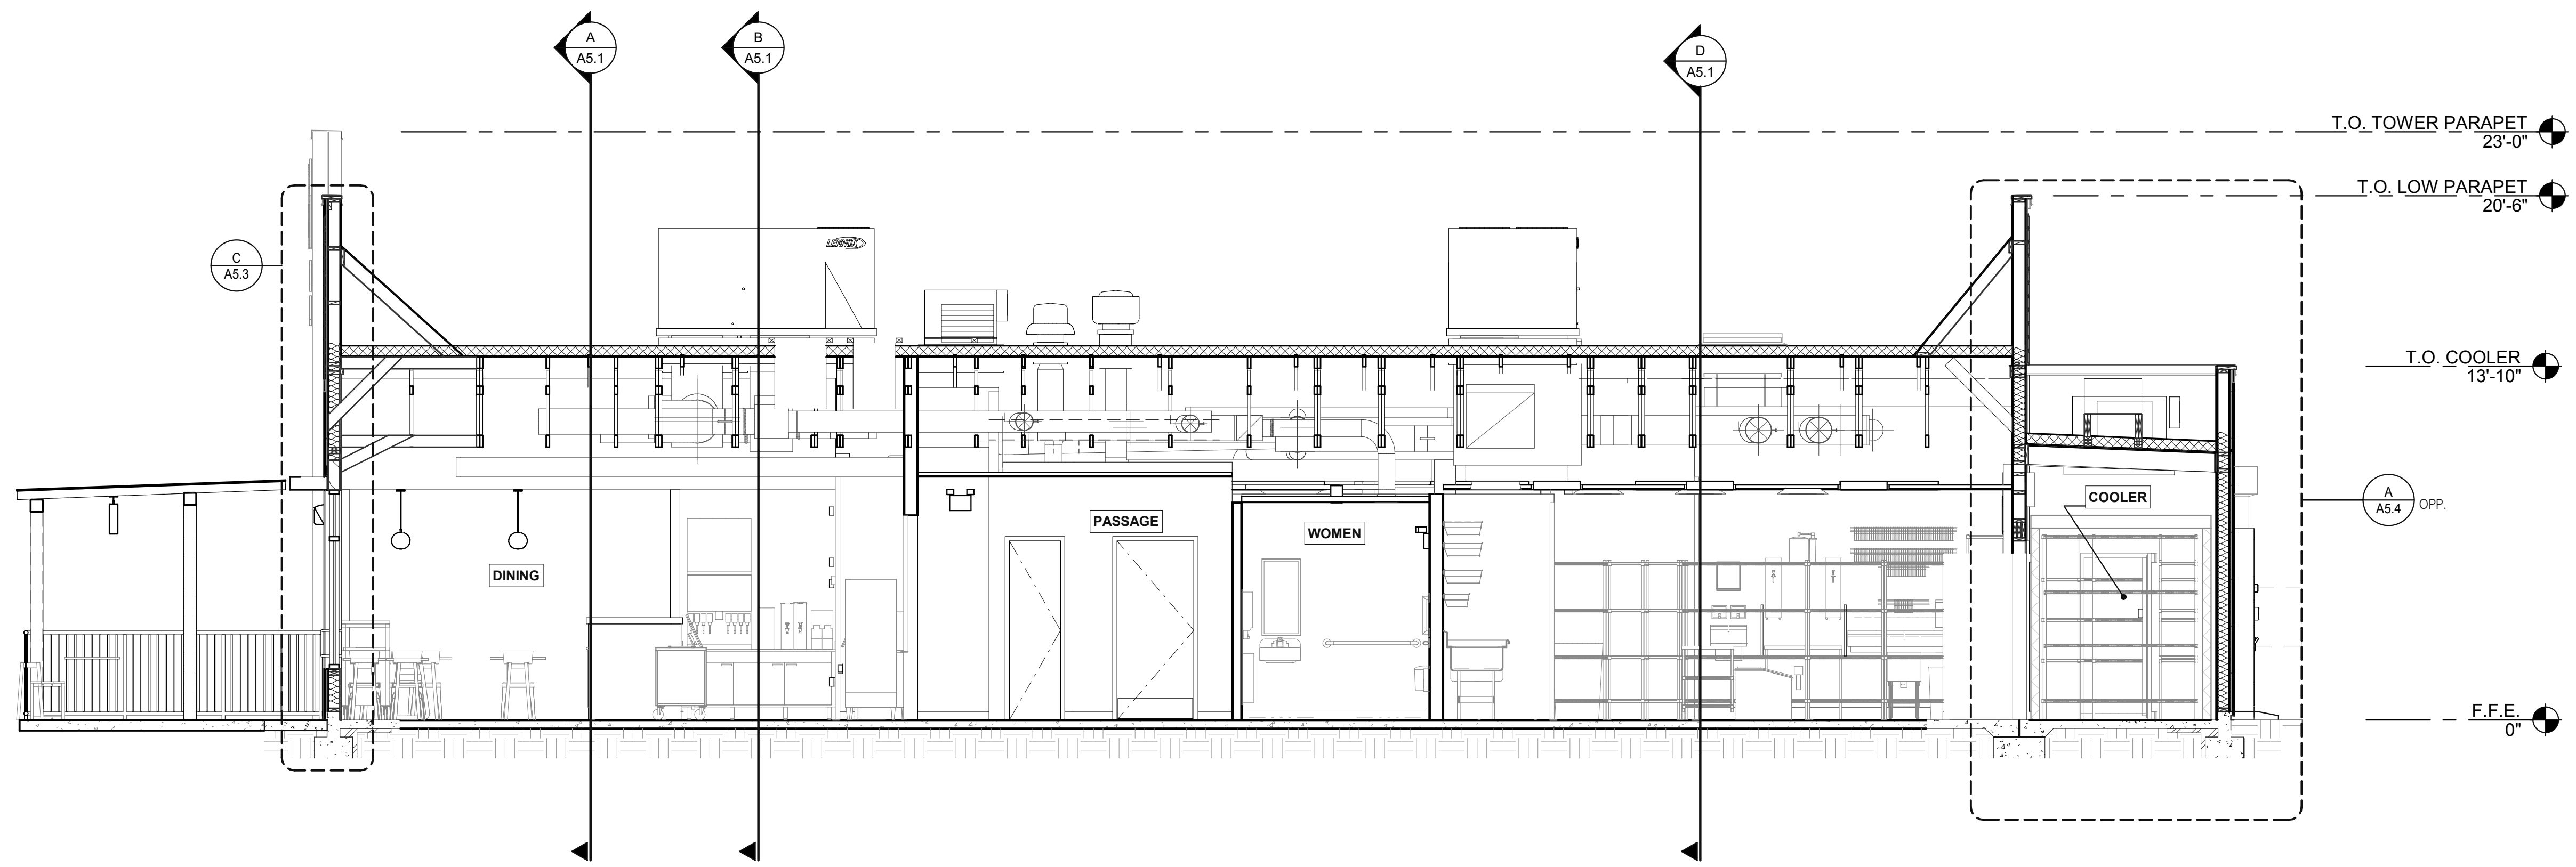 A
A5.1
B
A5.1
D
A5.1
T.O. TOWER PARAPET
23'-0"
T.O. LOW PARAPET
20'-6"
C
A5.3
LENNOX
T.O. COOLER
13'-10"
COOLER
A
A5.4
OPP.
PASSAGE
WOMEN
DINING
F.F.E.
0"